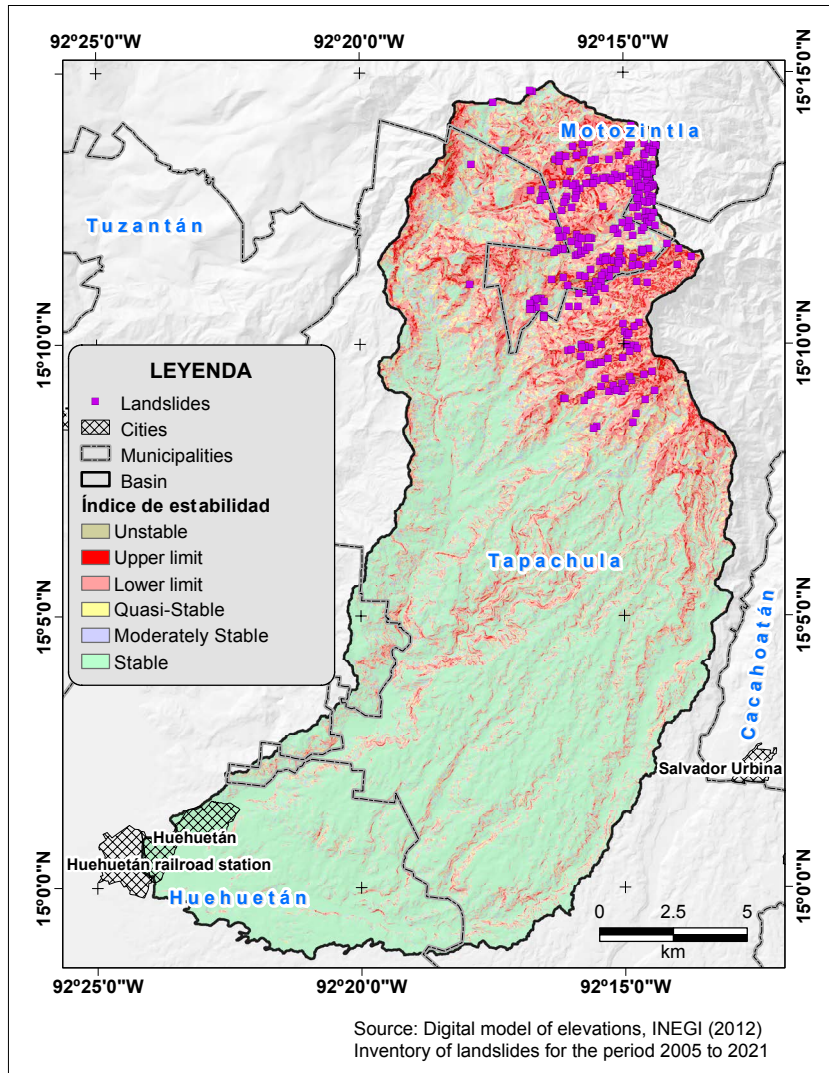 92°25'0"W 92°20'0"W 92°15'0"W
15°15'0"N
Motozintla
Tuzantán
15°10'0"N 15°10'0"N
LEYENDA
Landslides
Cities
Municipalities
Basin
Índice de estabilidad
Unstable
Upper limit
Lower limit
Quasi-Stable
Moderately Stable
Stable
Tapachula
15°5'0"N 15°5'0"N
Cacahoatán
Salvador Urbina
Huehuetán
Huehuetán railroad station
Huehuetán
15°0'0"N 15°0'0"N
0 2.5 5
km
92°25'0"W 92°20'0"W 92°15'0"W
Source: Digital model of elevations, INEGI (2012)
Inventory of landslides for the period 2005 to 2021